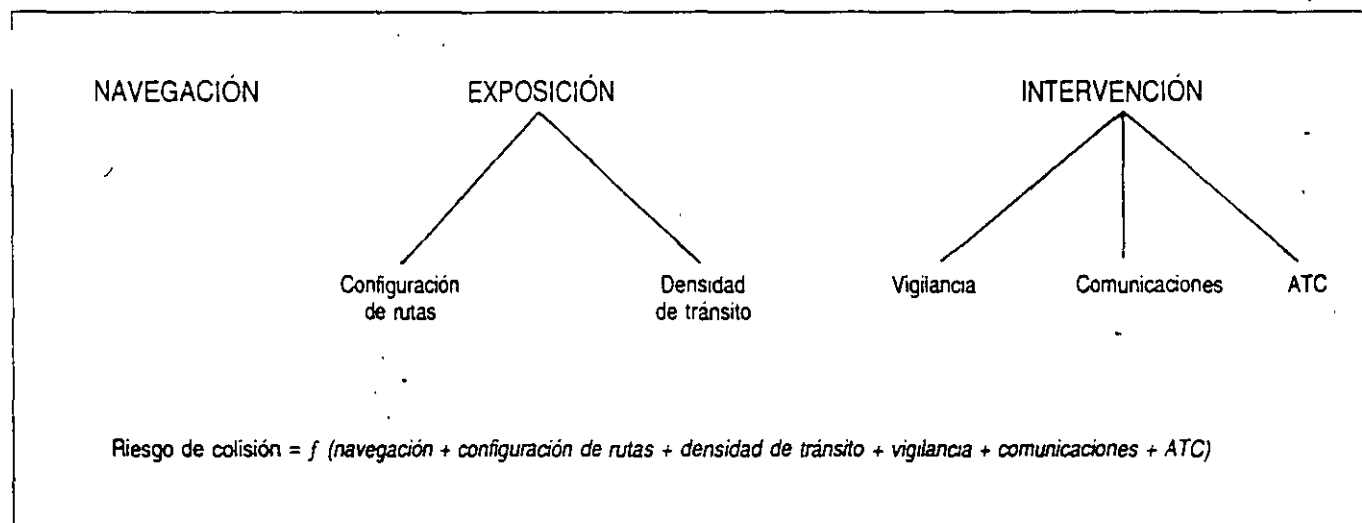 NAVEGACIÓN EXPOSICIÓN INTERVENCIÓN
Configuración
de rutas
Densidad
de tránsito
Vigilancia
Comunicaciones
ATC
Riesgo de colisión = f (navegación + configuración de rutas + densidad de tránsito + vigilancia + comunicaciones + ATC)